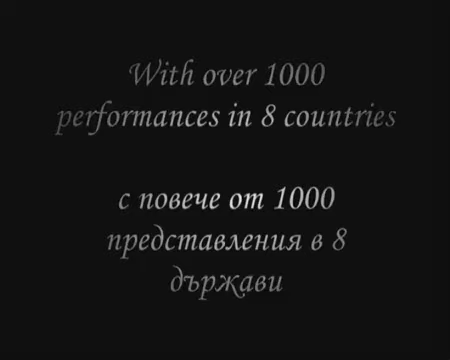 With over 1000
performances in 8 countries
с повече от 1000
представления в 8
държави